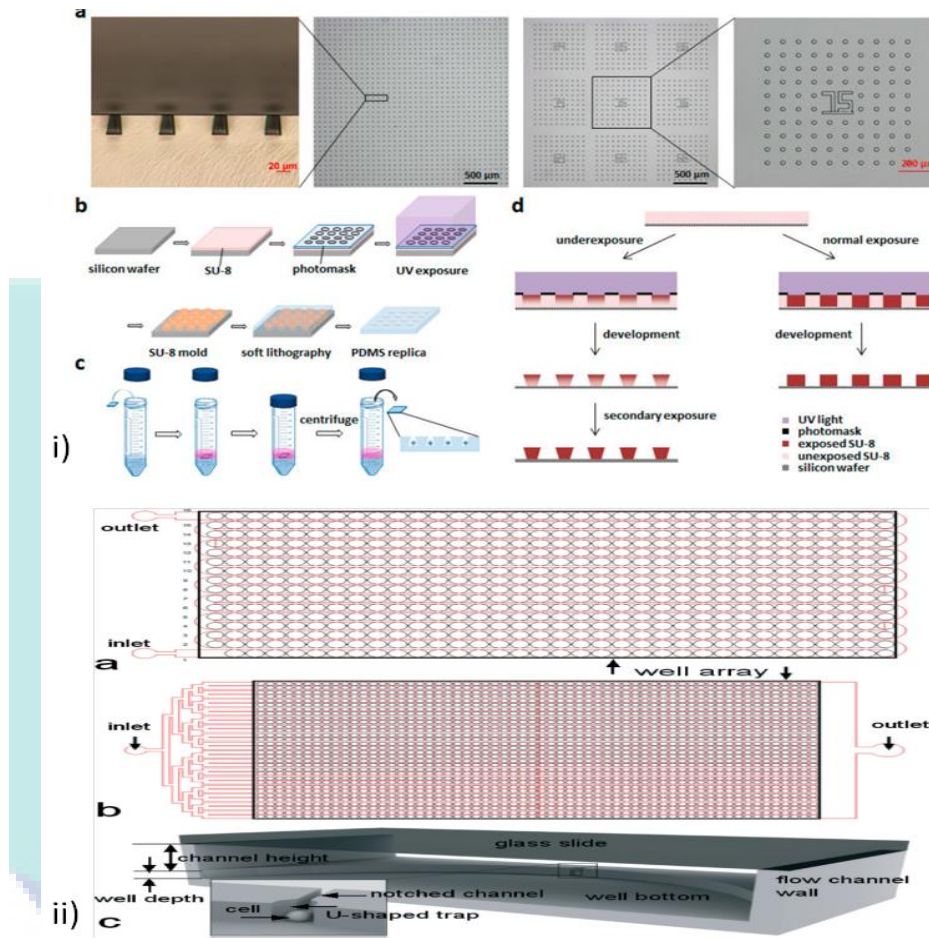 a
20 μm
500 μm
500 μm
15
200 μm
b
silicon wafer
SU-8
photomask
UV exposure
SU-8 mold
soft lithography
PDMS replica
c
centrifuge
i)
d
underexposure
normal exposure
development
development
secondary exposure
UV light
photomask
exposed SU-8
unexposed SU-8
silicon wafer
outlet
inlet
a
well array
inlet
outlet
b
glass slide
channel height
well depth
notched channel
cell
U-shaped trap
well bottom
flow channel
wall
ii)
c